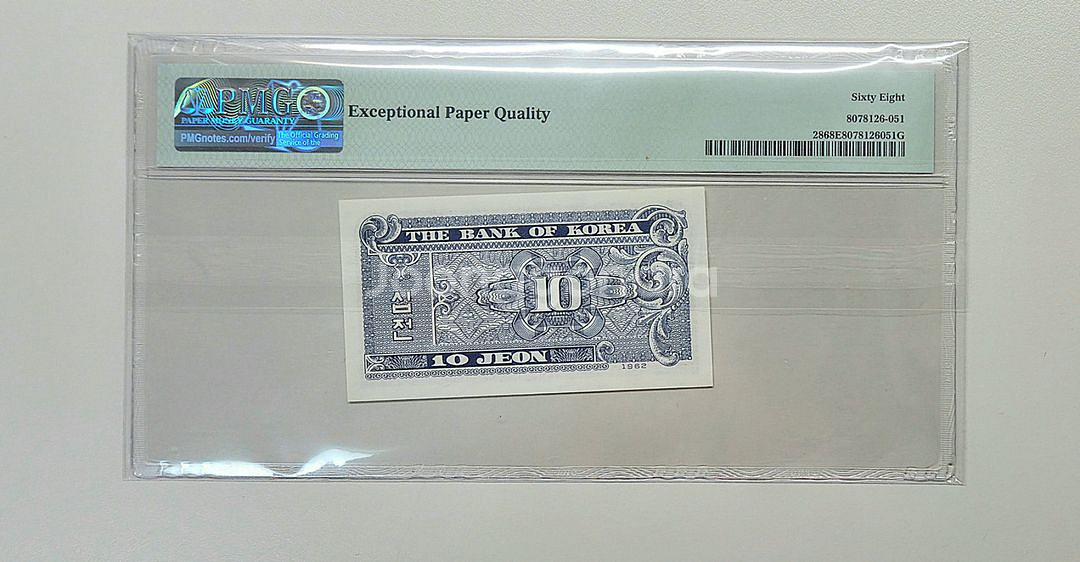 PMG
PAPER MONEY GUARANTY
PMGnotes.com/verify
The Official Grading
Service of the
Exceptional Paper Quality
Sixty Eight
8078126-051
2868E8078126051G
THE BANK OF KOREA
십전
10
10 JEON
1962